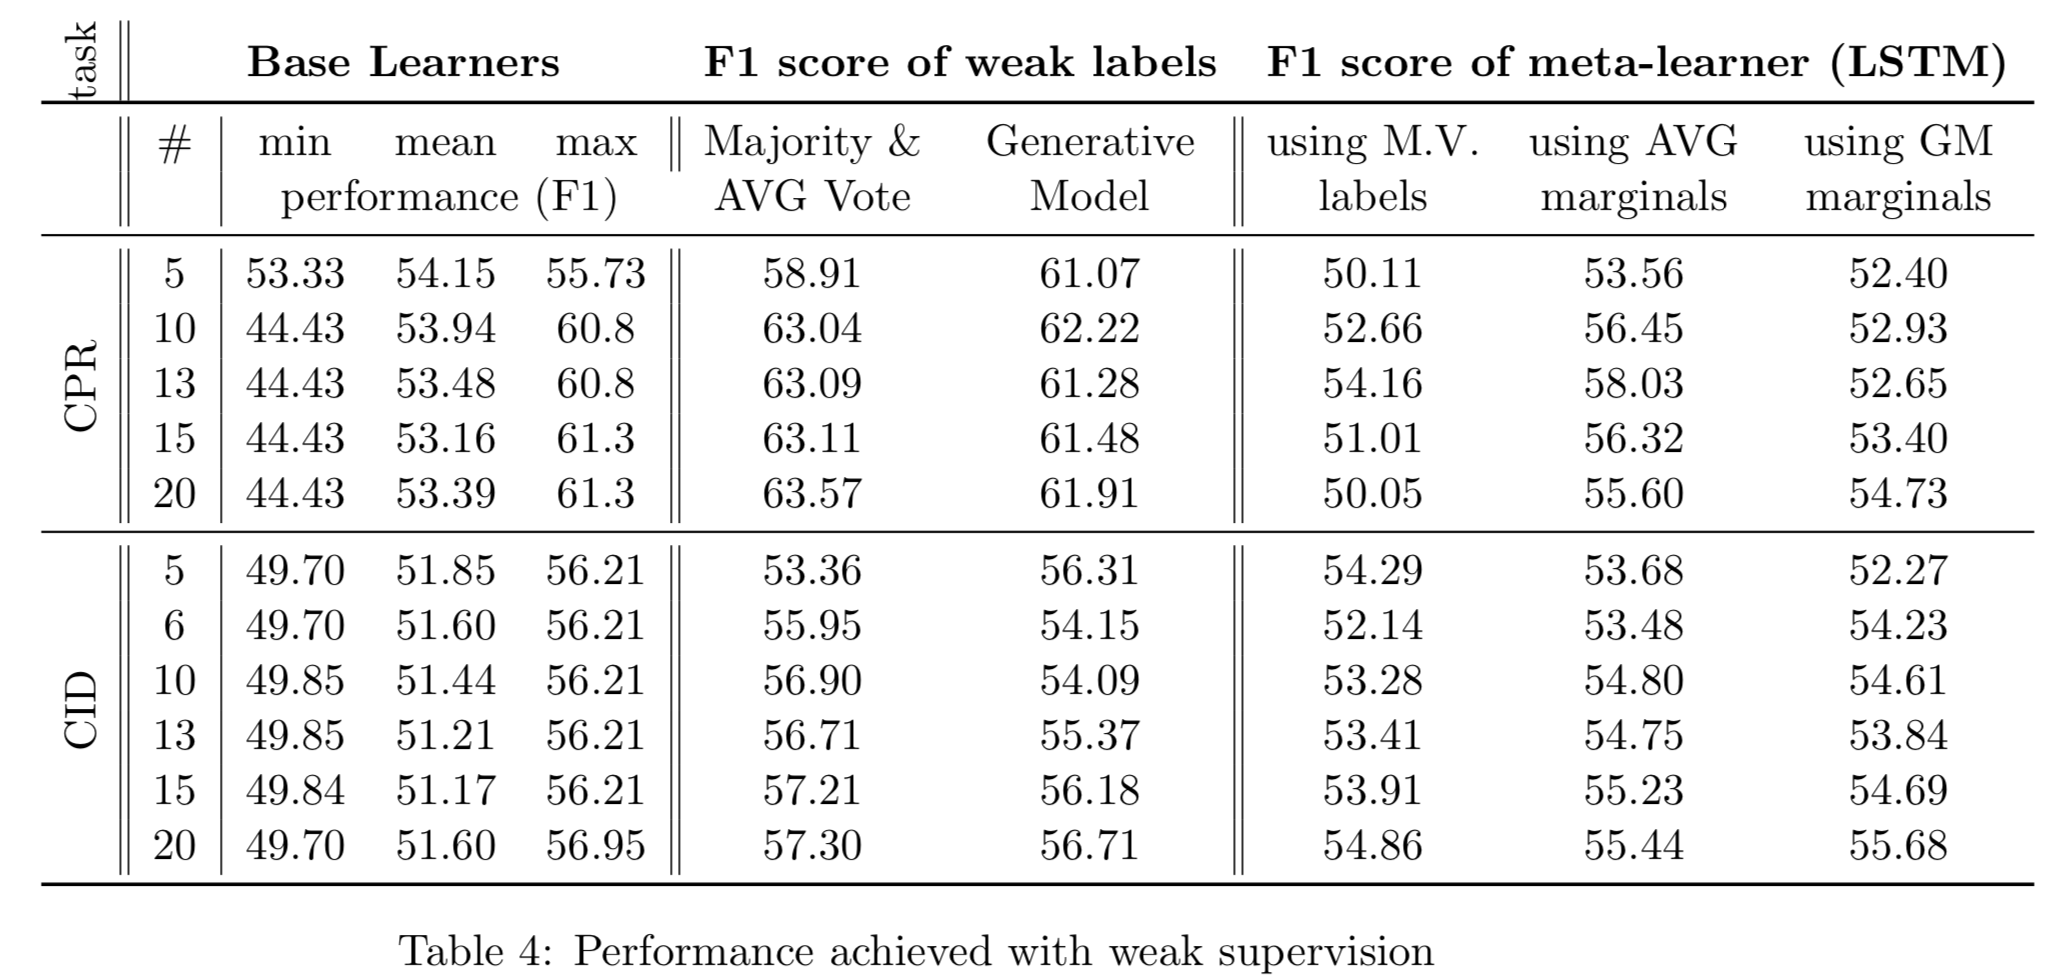 task Base Learners F1 score of weak labels F1 score of meta-learner (LSTM)
# min mean max Majority & Generative using M.V. using AVG using GM
performance (F1) AVG Vote Model labels marginals marginals
CPR
5 53.33 54.15 55.73 58.91 61.07 50.11 53.56 52.40
10 44.43 53.94 60.8 63.04 62.22 52.66 56.45 52.93
13 44.43 53.48 60.8 63.09 61.28 54.16 58.03 52.65
15 44.43 53.16 61.3 63.11 61.48 51.01 56.32 53.40
20 44.43 53.39 61.3 63.57 61.91 50.05 55.60 54.73
CID
5 49.70 51.85 56.21 53.36 56.31 54.29 53.68 52.27
6 49.70 51.60 56.21 55.95 54.15 52.14 53.48 54.23
10 49.85 51.44 56.21 56.90 54.09 53.28 54.80 54.61
13 49.85 51.21 56.21 56.71 55.37 53.41 54.75 53.84
15 49.84 51.17 56.21 57.21 56.18 53.91 55.23 54.69
20 49.70 51.60 56.95 57.30 56.71 54.86 55.44 55.68
Table 4: Performance achieved with weak supervision